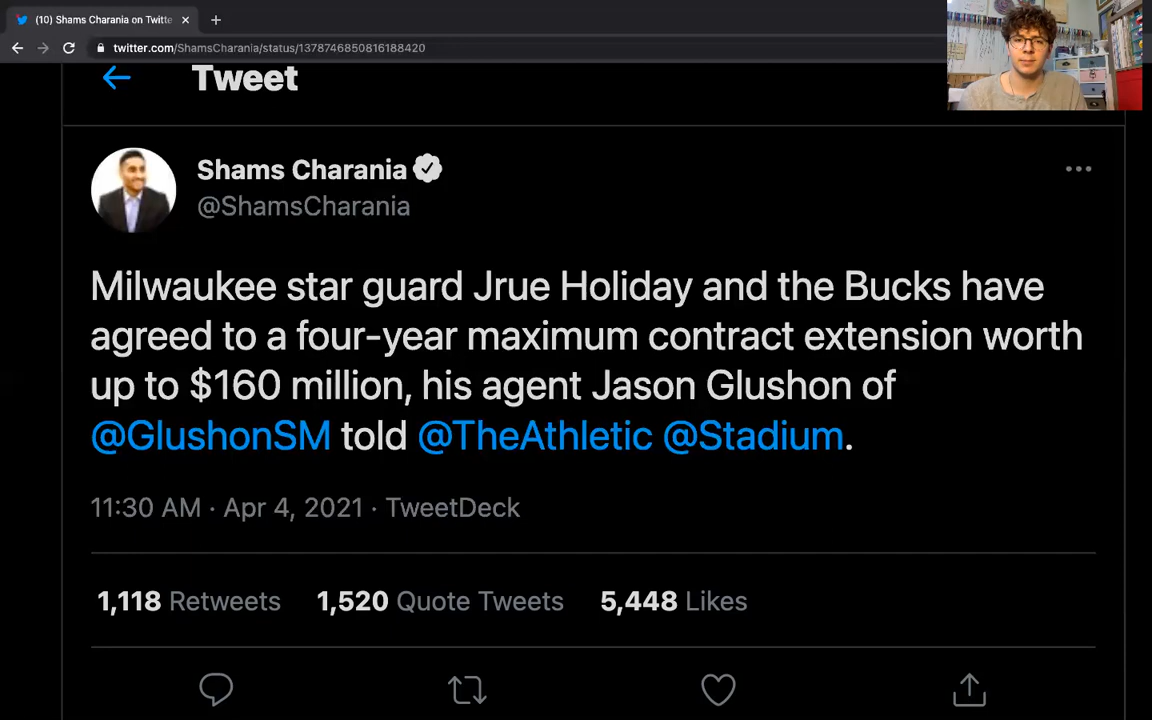 (10) Shams Charania on Twitte
twitter.com/ShamsCharania/status/1378746850816188420
Tweet
Shams Charania
@ShamsCharania
Milwaukee star guard Jrue Holiday and the Bucks have
agreed to a four-year maximum contract extension worth
up to $160 million, his agent Jason Glushon of
@GlushonSM told @TheAthletic @Stadium.
11:30 AM · Apr 4, 2021 · TweetDeck
1,118 Retweets 1,520 Quote Tweets 5,448 Likes